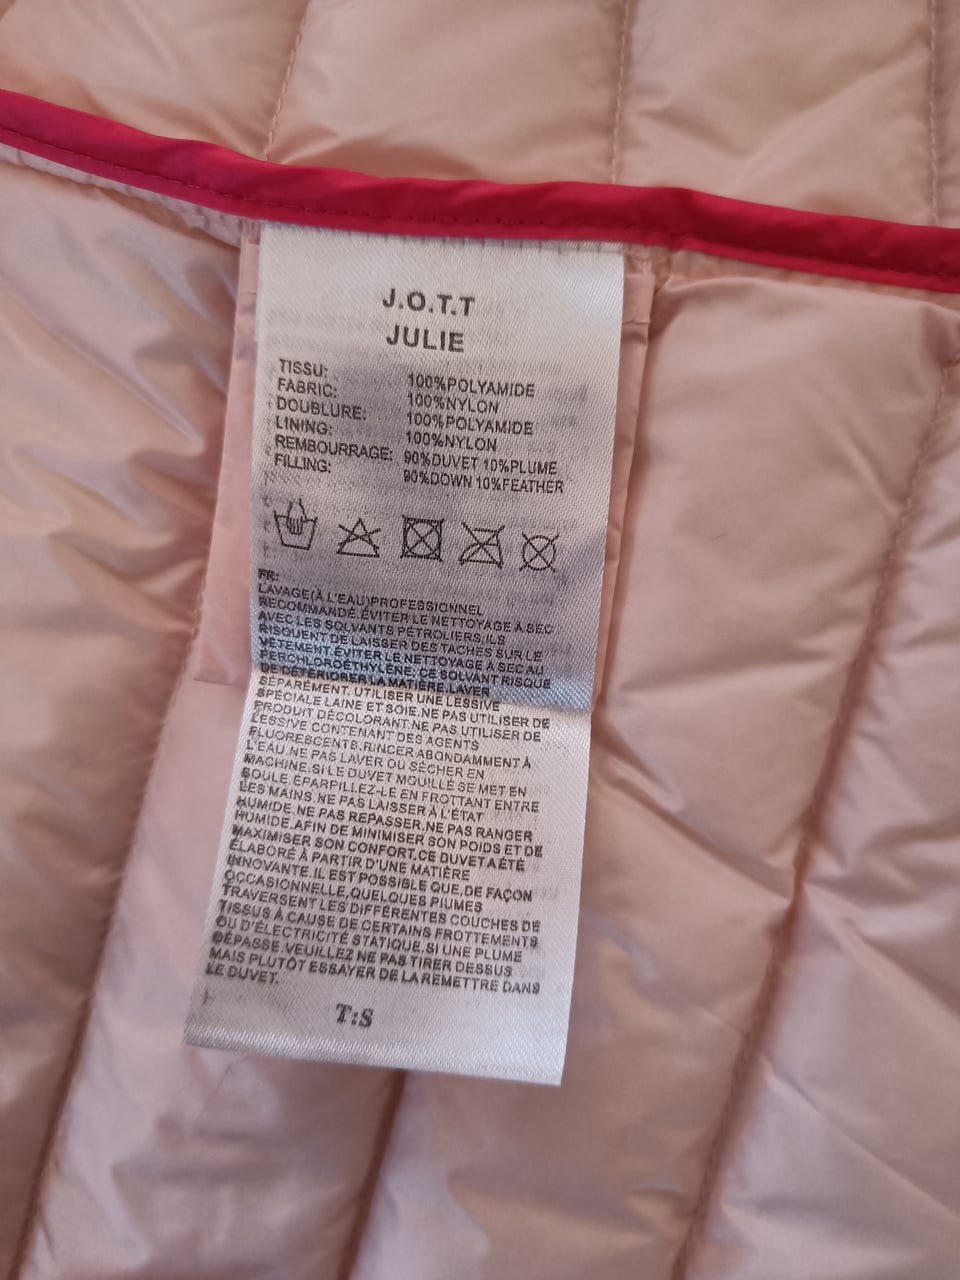 J.O.T.T
JULIE
TISSU: 100%POLYAMIDE
FABRIC: 100%NYLON
DOUBLURE: 100%POLYAMIDE
LINING: 100%NYLON
REMBOURRAGE: 90%DUVET 10%PLUME
FILLING: 90%DOWN 10%FEATHER
FR:
LAVAGE(À L'EAU)PROFESSIONNEL
RECOMMANDÉ.ÉVITER LE NETTOYAGE À SEC
AVEC LES SOLVANTS PÉTROLIERS:ILS
RISQUENT DE LAISSER DES TACHES SUR LE
VÊTEMENT.ÉVITER LE NETTOYAGE À SEC AU
PERCHLOROÉTHYLÈNE: CE SOLVANT RISQUE
DE DÉTÉRIORER LA MATIÈRE.LAVER
SÉPARÉMENT. UTILISER UNE LESSIVE
SPÉCIALE LAINE ET SOIE.NE PAS UTILISER DE
PRODUIT DÉCOLORANT.NE PAS UTILISER DE
LESSIVE CONTENANT DES AGENTS
FLUORESCENTS.RINCER ABONDAMMENT À
L'EAU.NE PAS LAVER OU SÉCHER EN
MACHINE.SI LE DUVET MOUILLÉ SE MET EN
BOULE,ÉPARPILLEZ-LE EN FROTTANT ENTRE
LES MAINS.NE PAS LAISSER À L'ÉTAT
HUMIDE.NE PAS REPASSER.NE PAS RANGER
HUMIDE.AFIN DE MINIMISER SON POIDS ET DE
MAXIMISER SON CONFORT,CE DUVET A ÉTÉ
ÉLABORÉ À PARTIR D'UNE MATIÈRE
INNOVANTE.IL EST POSSIBLE QUE,DE FAÇON
OCCASIONNELLE,QUELQUES PLUMES
TRAVERSENT LES DIFFÉRENTES COUCHES DE
TISSUS À CAUSE DE CERTAINS FROTTEMENTS
OU D'ÉLECTRICITÉ STATIQUE.SI UNE PLUME
DÉPASSE.VEUILLEZ NE PAS TIRER DESSUS
MAIS PLUTÔT ESSAYER DE LA REMETTRE DANS
LE DUVET.
T:S